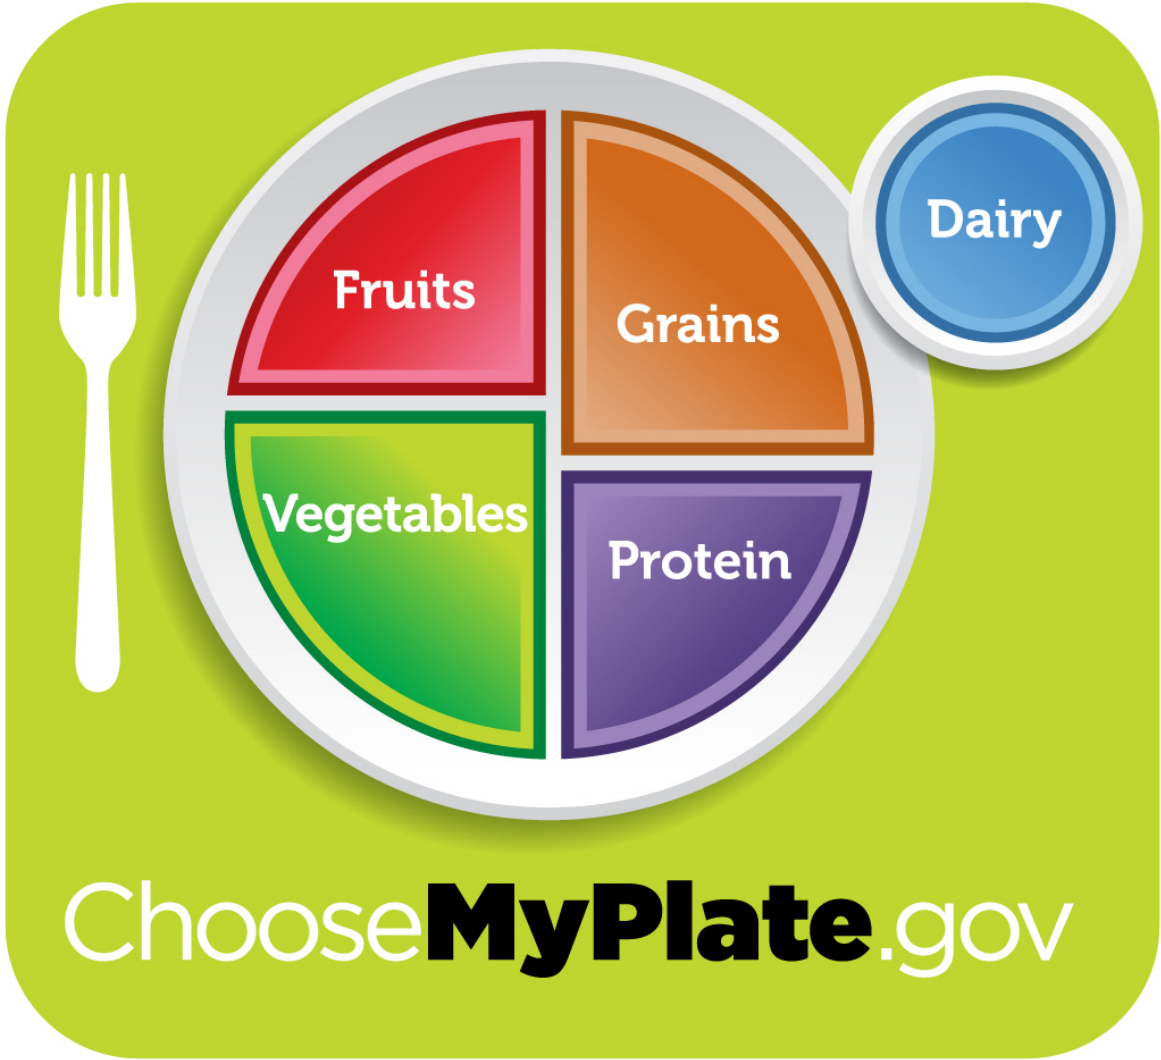 Fruits
Grains
Dairy
Vegetables
Protein
ChooseMyPlate.gov